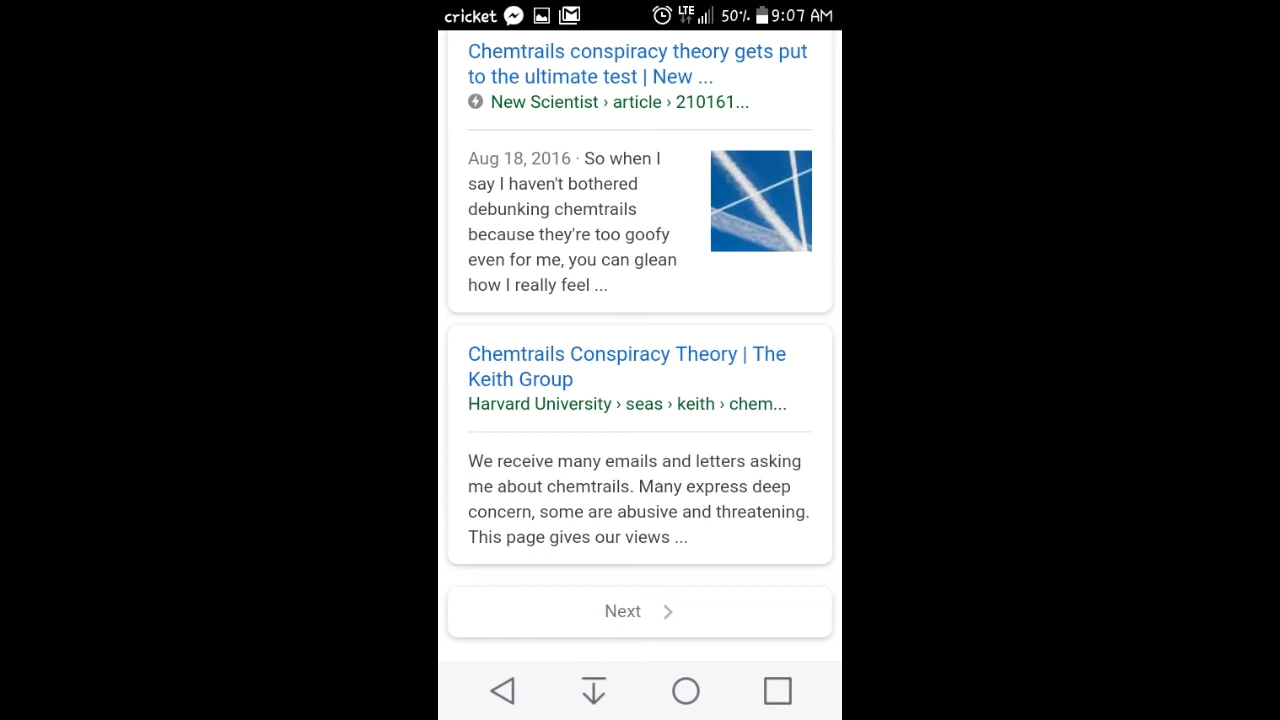 cricket LTE 50% 9:07 AM
Chemtrails conspiracy theory gets put
to the ultimate test | New ...
New Scientist › article › 210161...
Aug 18, 2016 · So when I
say I haven't bothered
debunking chemtrails
because they're too goofy
even for me, you can glean
how I really feel ...
Chemtrails Conspiracy Theory | The
Keith Group
Harvard University › seas › keith › chem...
We receive many emails and letters asking
me about chemtrails. Many express deep
concern, some are abusive and threatening.
This page gives our views ...
Next